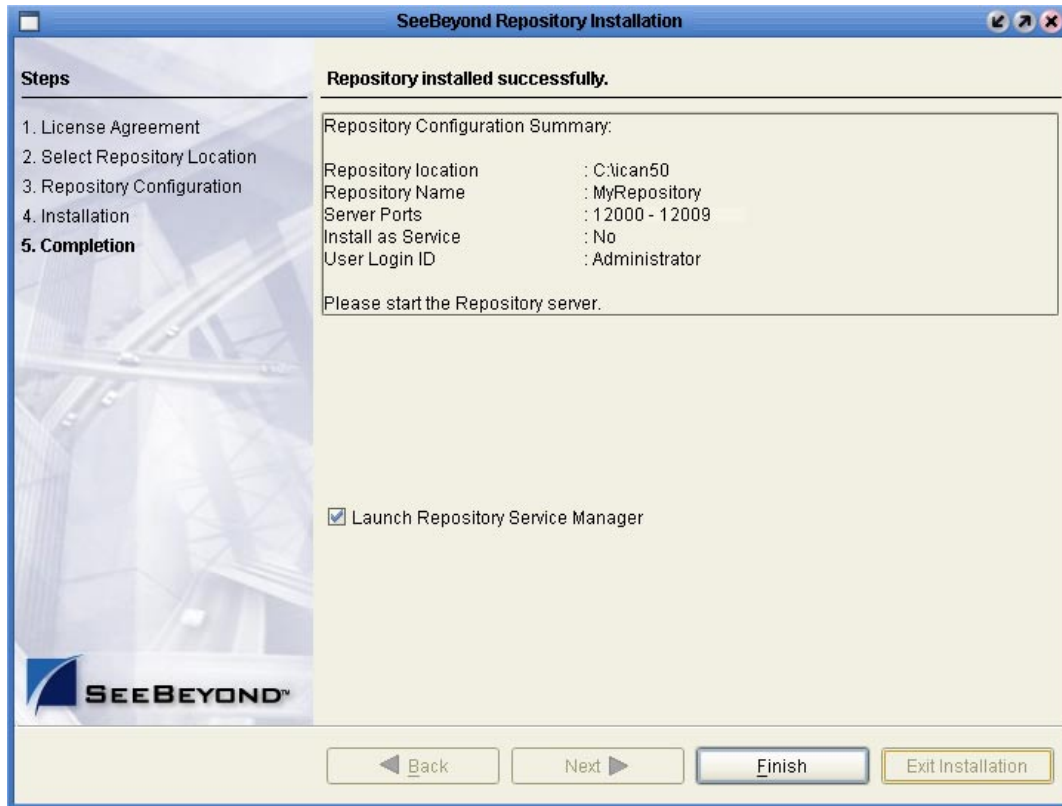 SeeBeyond Repository Installation
Steps
1. License Agreement
2. Select Repository Location
3. Repository Configuration
4. Installation
5. Completion
Repository installed successfully.
Repository Configuration Summary:
Repository location : C:\ican50
Repository Name : MyRepository
Server Ports : 12000 - 12009
Install as Service : No
User Login ID : Administrator
Please start the Repository server.
Launch Repository Service Manager
SEEBEYOND™
Back
Next
Finish
Exit Installation